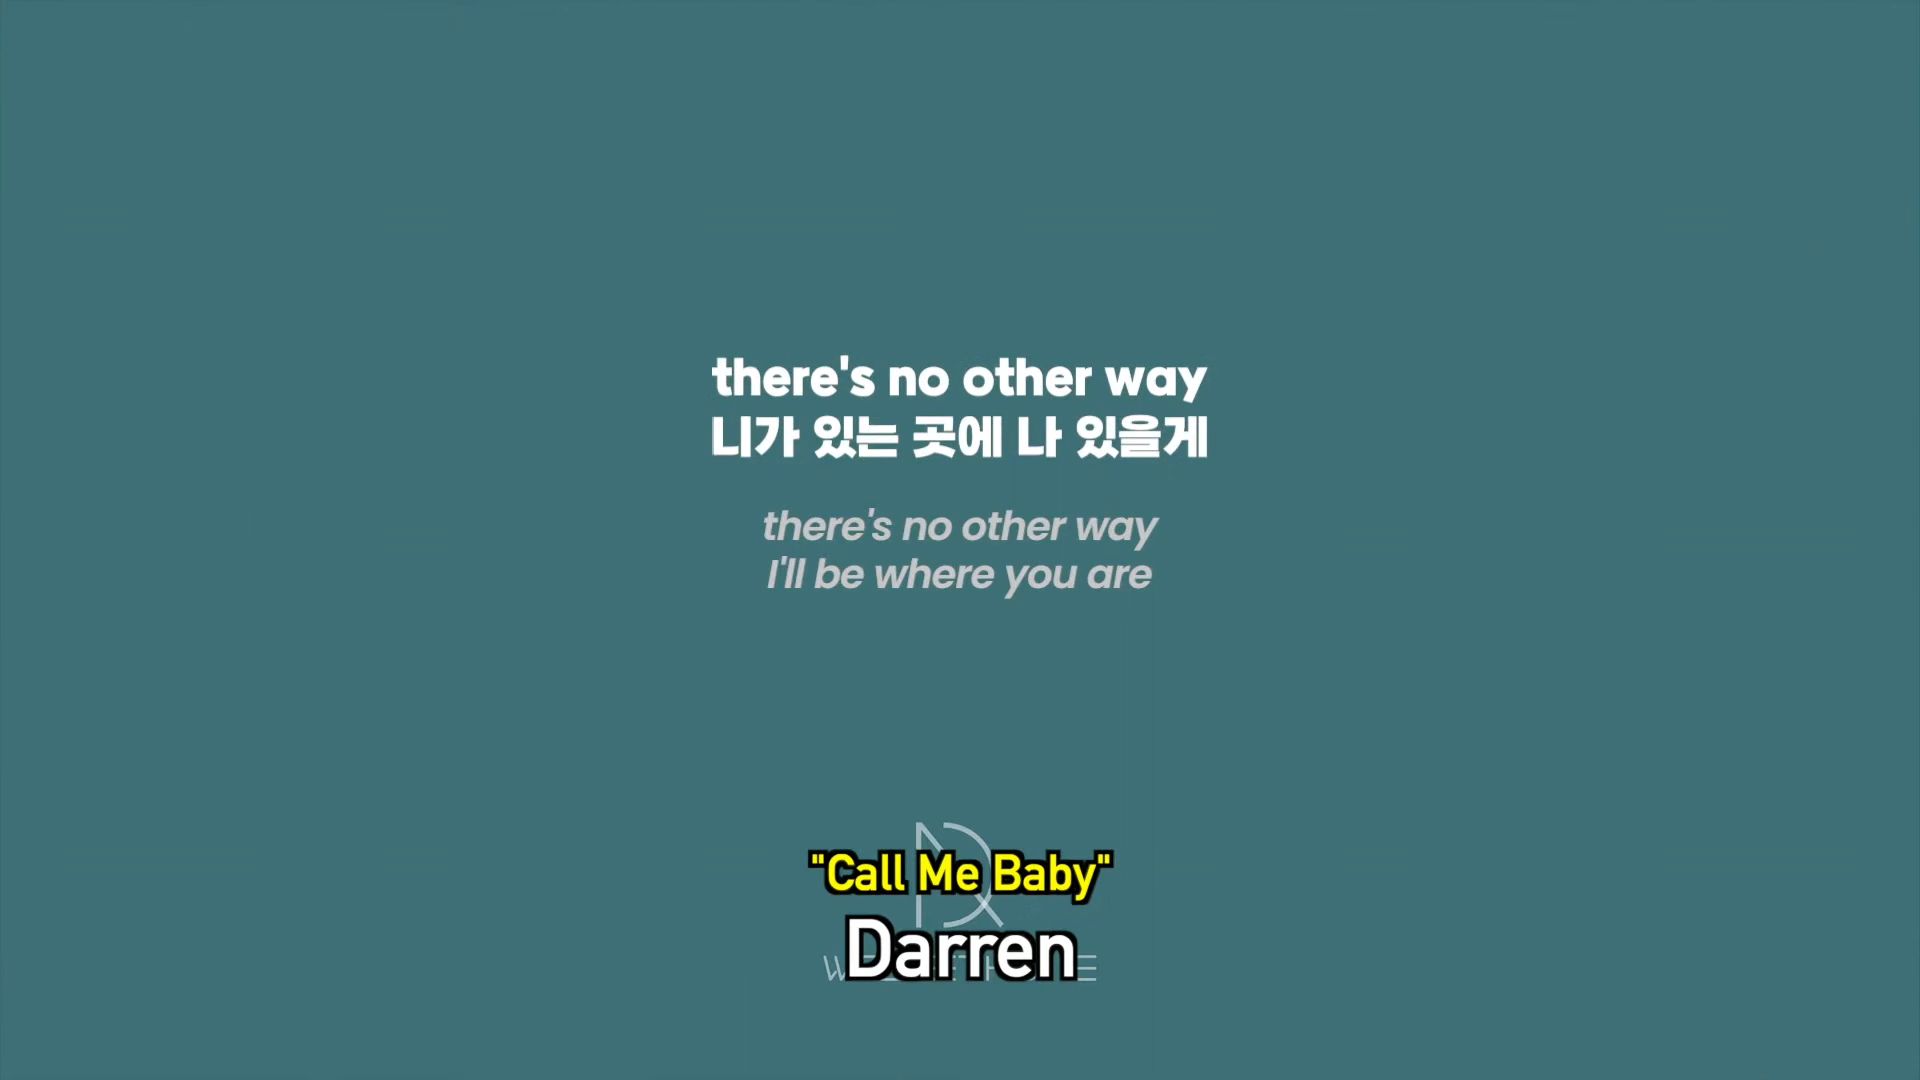 there's no other way
니가 있는 곳에 나 있을게
there's no other way
I'll be where you are
"Call Me Baby"
Darren